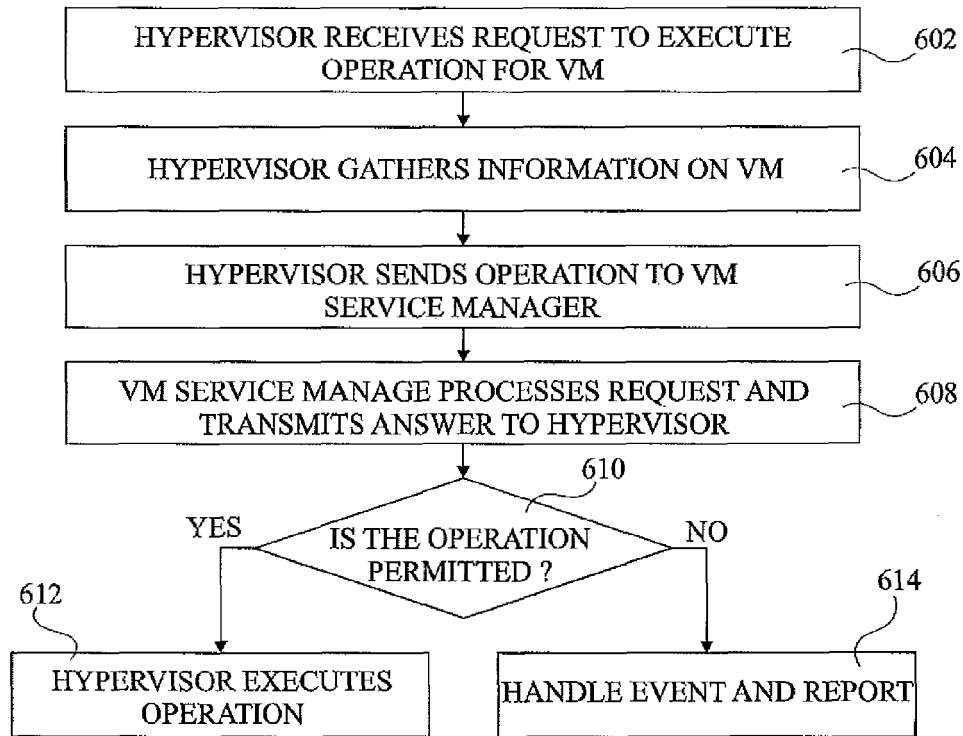 HYPERVISOR RECEIVES REQUEST TO EXECUTE
OPERATION FOR VM
602
HYPERVISOR GATHERS INFORMATION ON VM
604
HYPERVISOR SENDS OPERATION TO VM
SERVICE MANAGER
606
VM SERVICE MANAGE PROCESSES REQUEST AND
TRANSMITS ANSWER TO HYPERVISOR
608
610
YES
IS THE OPERATION
PERMITTED ?
NO
612
614
HYPERVISOR EXECUTES
OPERATION
HANDLE EVENT AND REPORT